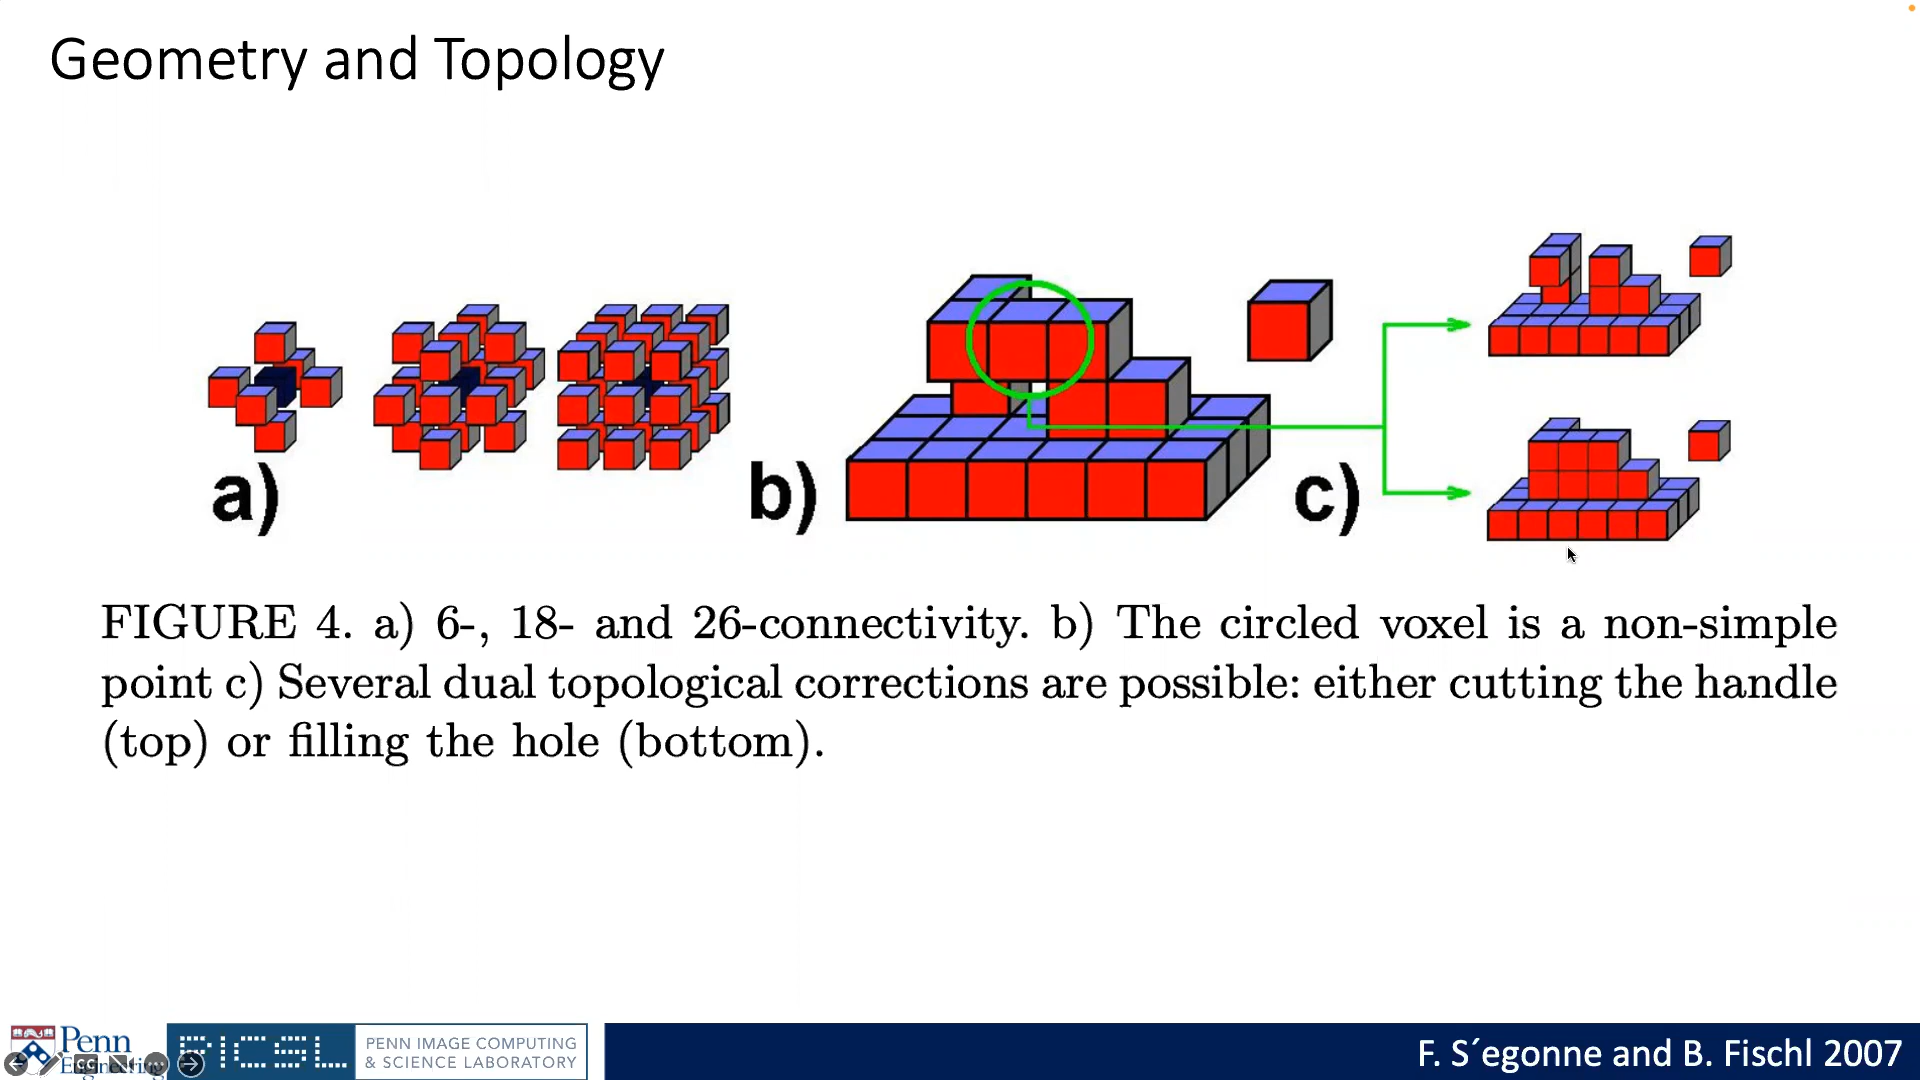 Geometry and Topology
a)
b)
c)
FIGURE 4. a) 6-, 18- and 26-connectivity. b) The circled voxel is a non-simple
point c) Several dual topological corrections are possible: either cutting the handle
(top) or filling the hole (bottom).
Penn
Engineering
PICSL
PENN IMAGE COMPUTING
& SCIENCE LABORATORY
F. S´egonne and B. Fischl 2007